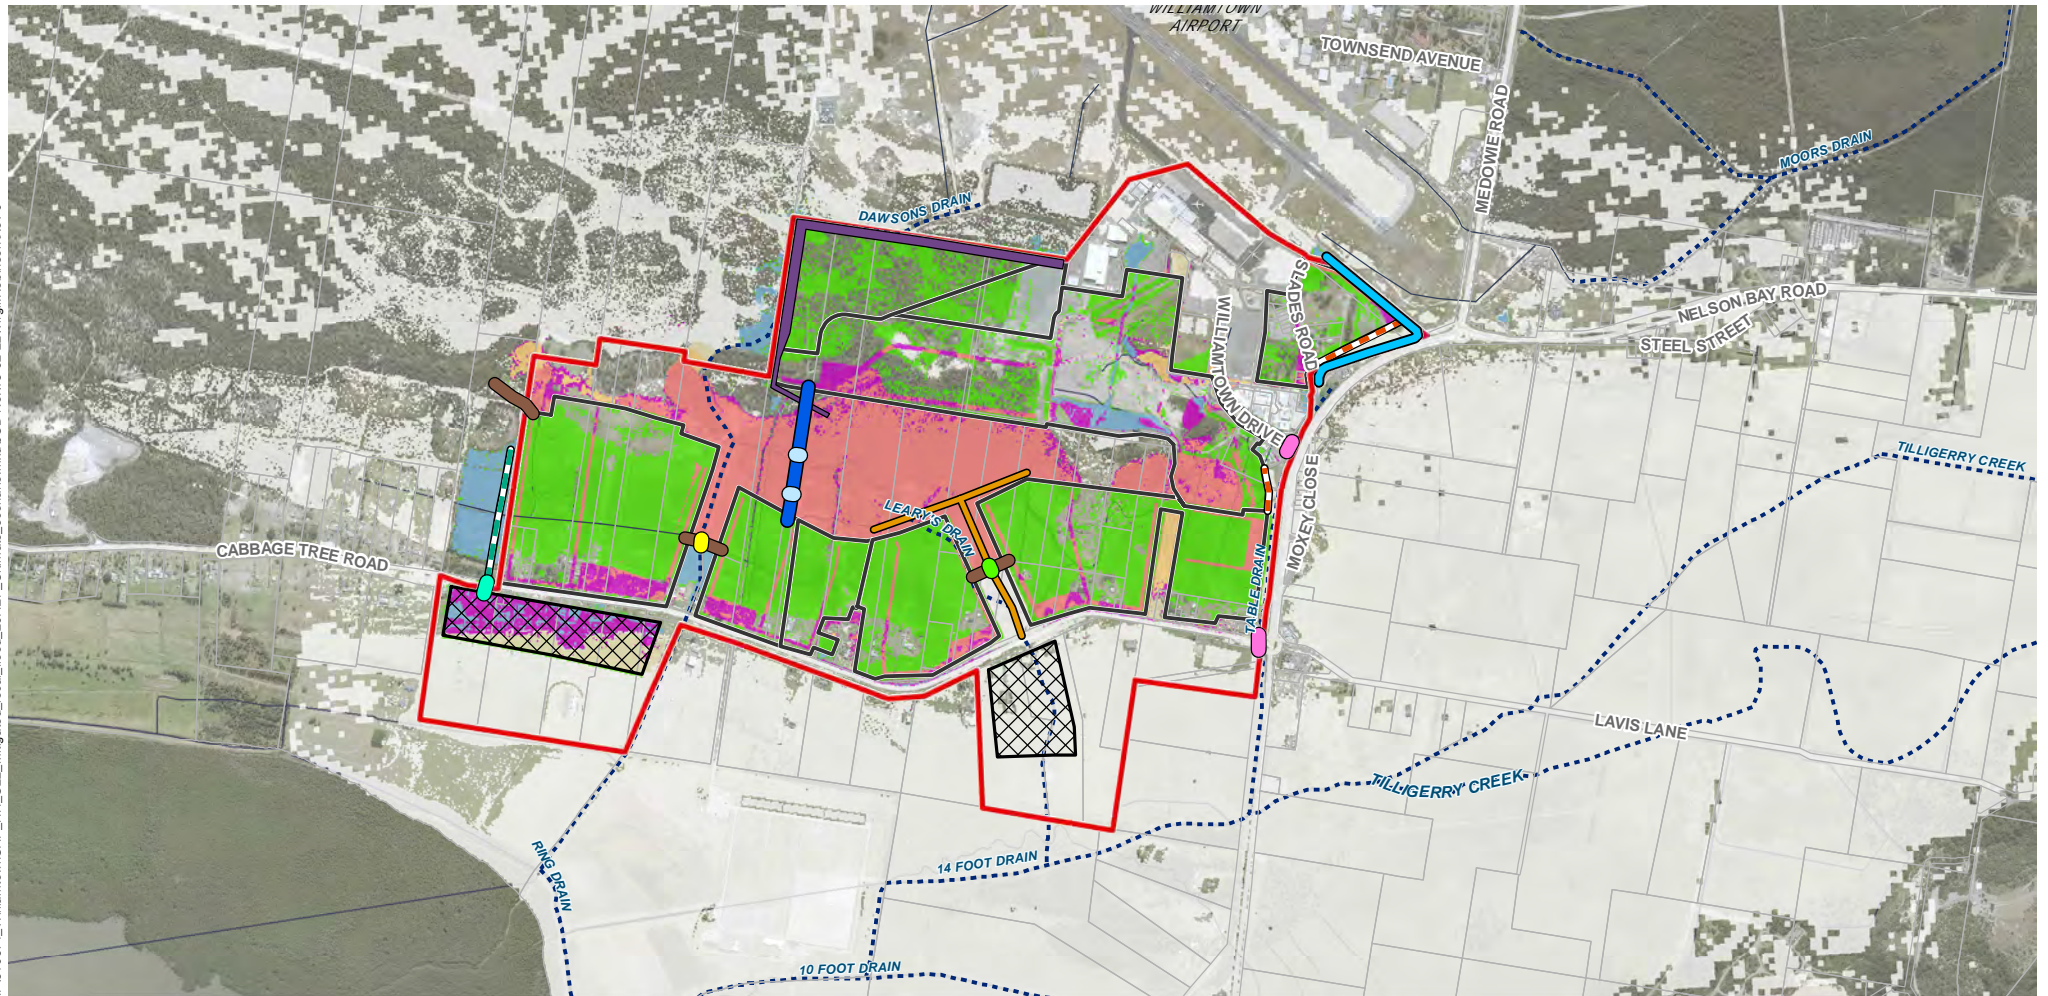 WILLIAMTOWN
AIRPORT
TOWNSEND AVENUE
MEDOWIE ROAD
MOORS DRAIN
DAWSONS DRAIN
SLADES ROAD
WILLIAMTOWN DRIVE
NELSON BAY ROAD
STEEL STREET
TILLIGERRY CREEK
LEARY'S DRAIN
MOXEY CLOSE
CABBAGE TREE ROAD
TABLE DRAIN
LAVIS LANE
TILLIGERRY CREEK
RING DRAIN
14 FOOT DRAIN
10 FOOT DRAIN